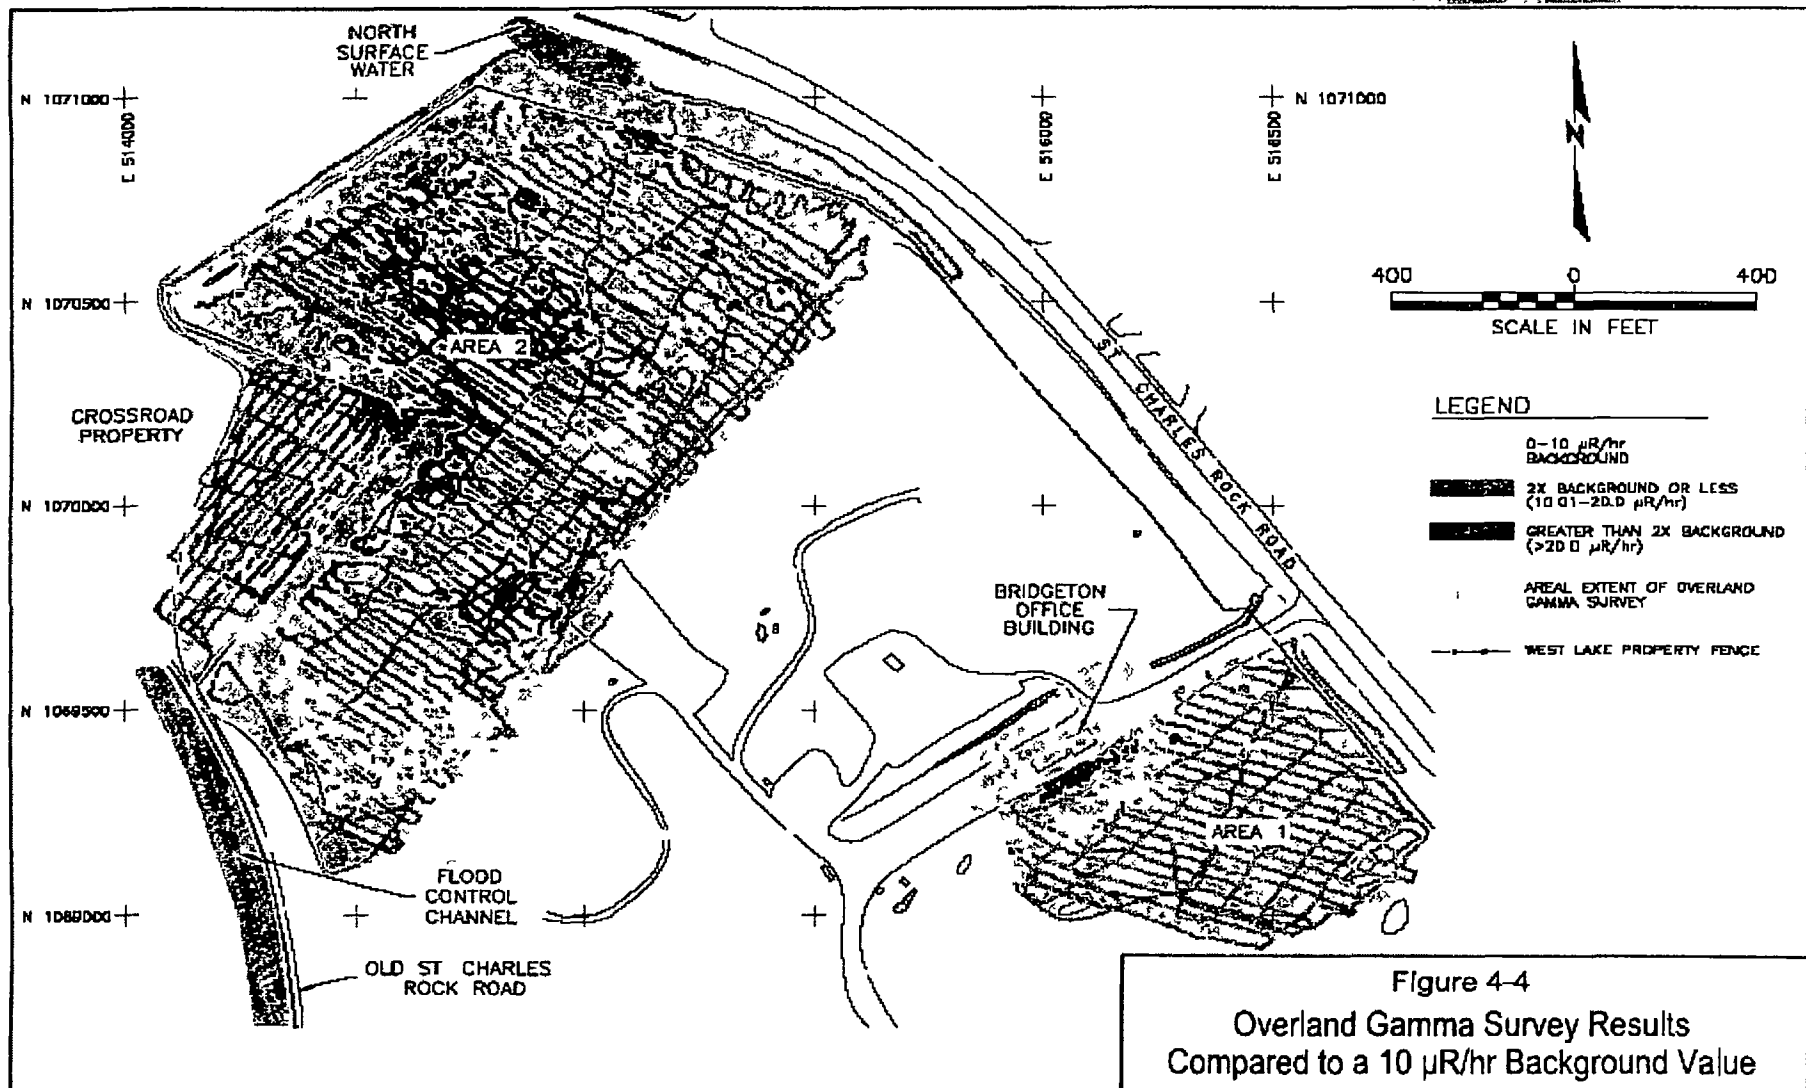 NORTH
SURFACE
WATER
N 1071000
N 1071000
E 514000
E 516000
E 516500
N
N 1070500
400 0 400
SCALE IN FEET
AREA 2
ST CHARLES ROCK ROAD
CROSSROAD
PROPERTY
LEGEND
0-10 µR/hr
BACKGROUND
2X BACKGROUND OR LESS
(10 01-20.0 µR/hr)
GREATER THAN 2X BACKGROUND
(>20 0 µR/hr)
AREAL EXTENT OF OVERLAND
GAMMA SURVEY
WEST LAKE PROPERTY FENCE
N 1070000
BRIDGETON
OFFICE
BUILDING
N 1069500
AREA 1
FLOOD
CONTROL
CHANNEL
N 1069000
OLD ST CHARLES
ROCK ROAD
Figure 4-4
Overland Gamma Survey Results
Compared to a 10 µR/hr Background Value